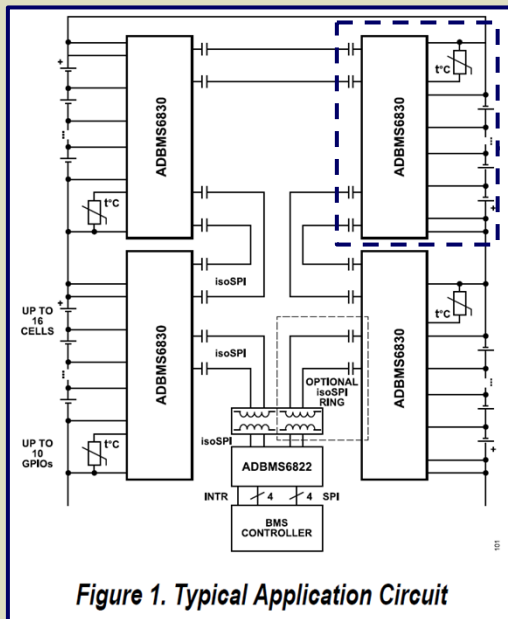 ADBMS6830
ADBMS6830
t°C
t°C
isoSPI
ADBMS6830
ADBMS6830
t°C
UP TO
16
CELLS
isoSPI
OPTIONAL
isoSPI
RING
t°C
UP TO
10
GPIOs
isoSPI
ADBMS6822
INTR 4 4 SPI
BMS
CONTROLLER
101
Figure 1. Typical Application Circuit